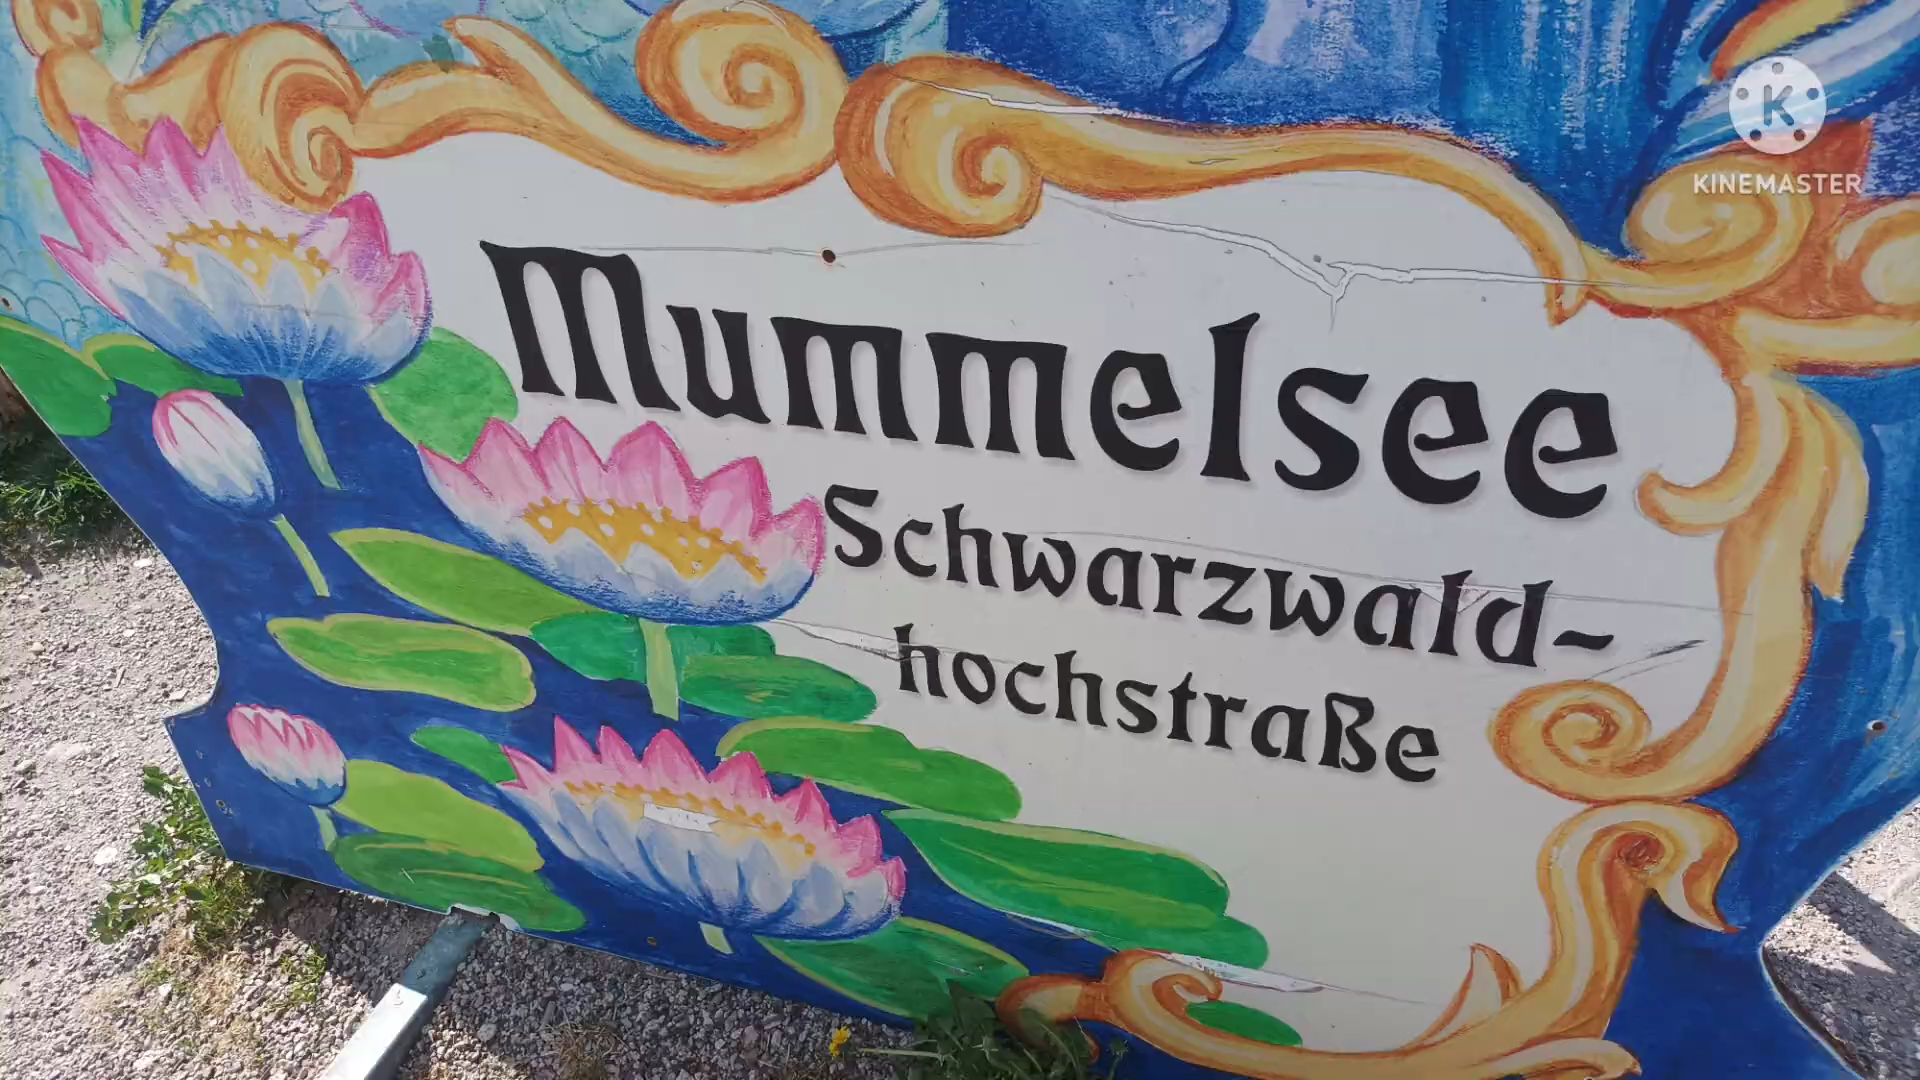 K
KINEMASTER
Mummelsee
Schwarzwald-
hochstraße